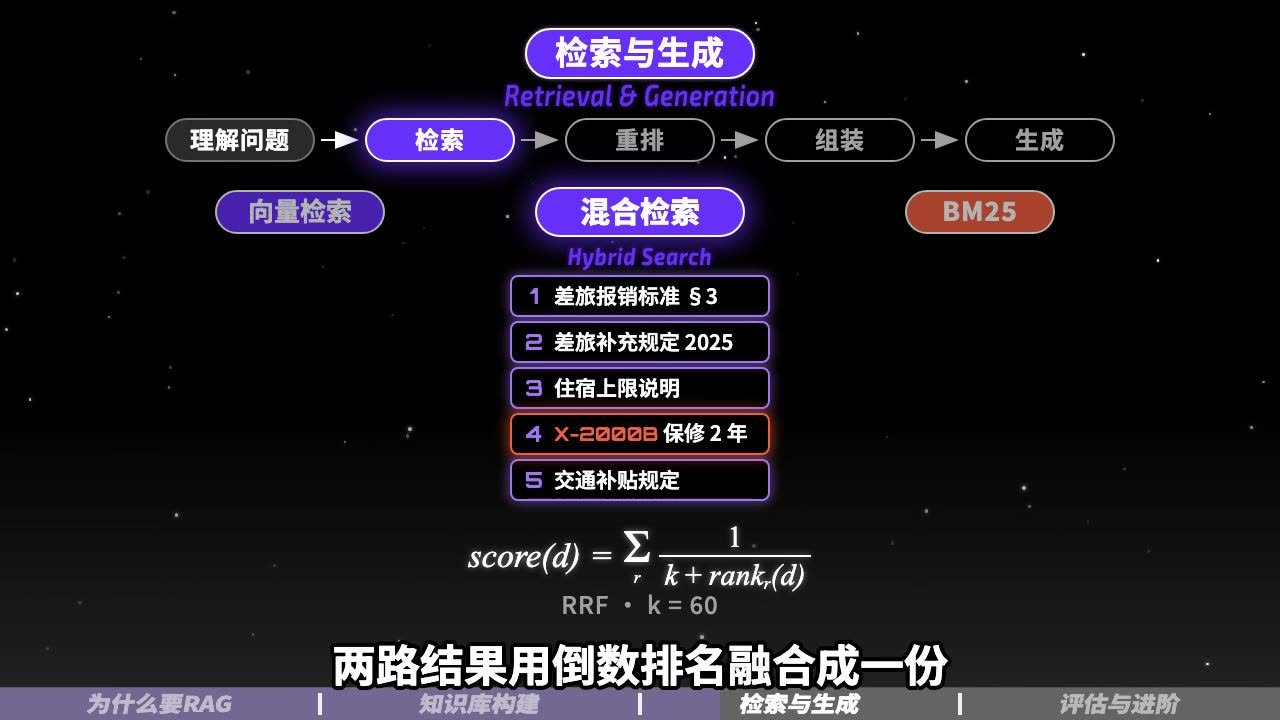 检索与生成
Retrieval & Generation
理解问题 检索 重排 组装 生成
向量检索 混合检索 BM25
Hybrid Search
1 差旅报销标准 §3
2 差旅补充规定 2025
3 住宿上限说明
4 X-2000B 保修 2 年
5 交通补贴规定
score(d) = Σ_r 1 / (k + rank_r(d))
RRF · k = 60
两路结果用倒数排名融合成一份
为什么要RAG 知识库构建 检索与生成 评估与进阶